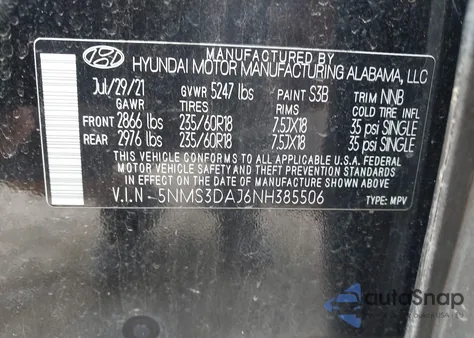 MANUFACTURED BY
HYUNDAI MOTOR MANUFACTURING ALABAMA, LLC
Jul/29/21 GVWR 5247 lbs PAINT S3B TRIM NNB
GAWR TIRES RIMS COLD TIRE INFL
FRONT 2866 lbs 235/60R18 7.5JX18 35 psi SINGLE
REAR 2976 lbs 235/60R18 7.5JX18 35 psi SINGLE
THIS VEHICLE CONFORMS TO ALL APPLICABLE U.S.A. FEDERAL
MOTOR VEHICLE SAFETY AND THEFT PREVENTION STANDARDS
IN EFFECT ON THE DATE OF MANUFACTURE SHOWN ABOVE.
V.I.N - 5NMS3DAJ6NH385506 TYPE: MPV
autoSnap